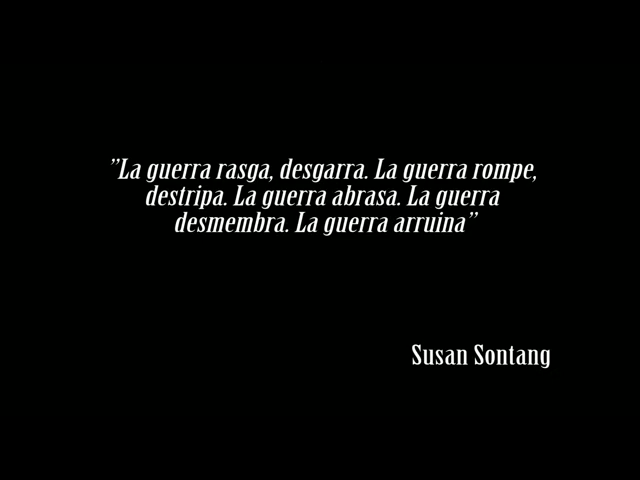 ”La guerra rasga, desgarra. La guerra rompe,
destripa. La guerra abrasa. La guerra
desmembra. La guerra arruina”
Susan Sontang